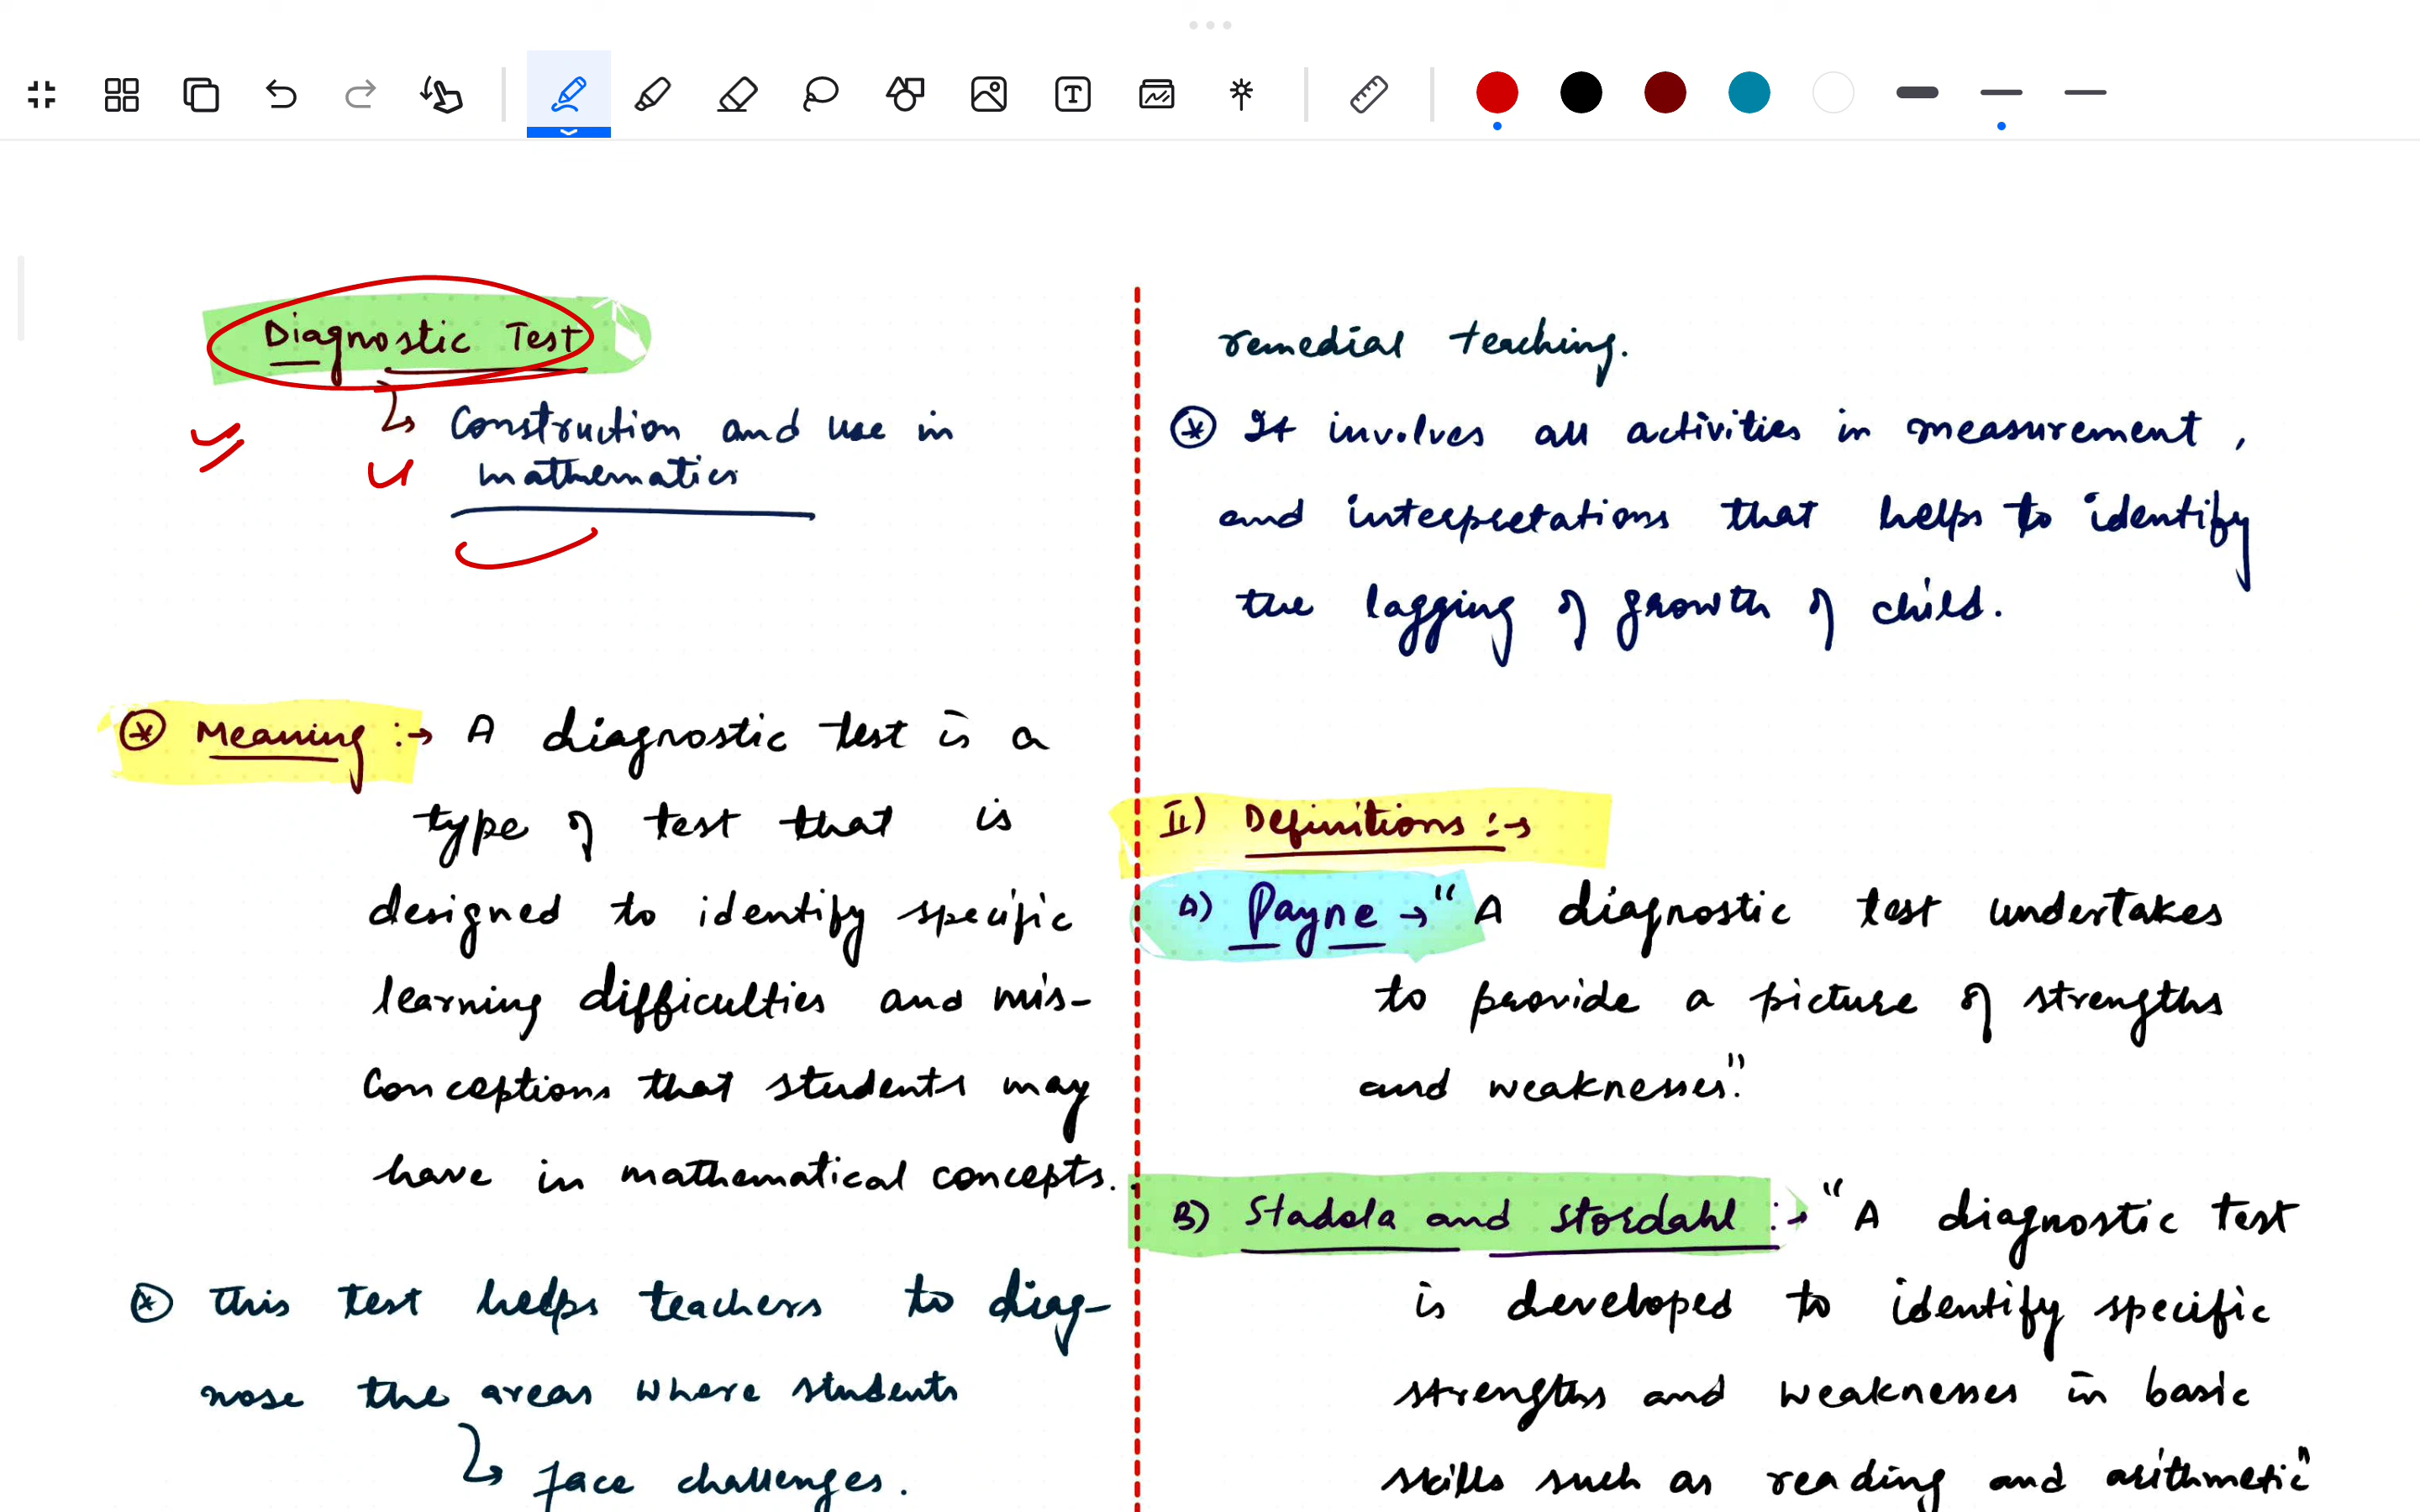 Diagnostic Test
↳ Construction and use in
mathematics
⊛ Meaning :→ A diagnostic test is a
type of test that is
designed to identify specific
learning difficulties and mis-
conceptions that students may
have in mathematical concepts.
⊛ This test helps teachers to diag-
nose the areas where students
↳ face challenges.
remedial teaching.
⊛ It involves all activities in measurement,
and interpretations that helps to identify
the lagging of growth of child.
II) Definitions :→
A) Payne → “A diagnostic test undertakes
to provide a picture of strengths
and weaknesses”.
B) Stadola and Stordahl :→ “A diagnostic test
is developed to identify specific
strengths and weaknesses in basic
skills such as reading and arithmetic”